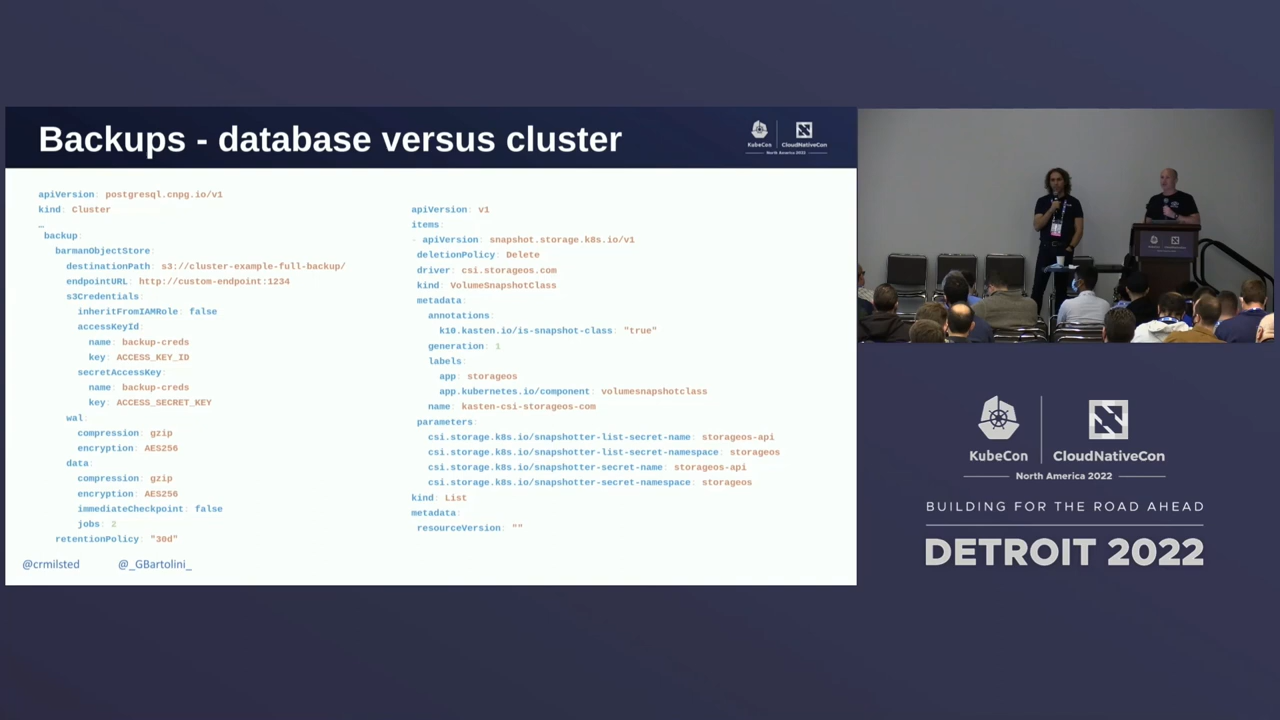 Backups - database versus cluster
KubeCon
CloudNativeCon
North America 2022
apiVersion: postgresql.cnpg.io/v1
kind: Cluster
…
backup:
barmanObjectStore:
destinationPath: s3://cluster-example-full-backup/
endpointURL: http://custom-endpoint:1234
s3Credentials:
inheritFromIAMRole: false
accessKeyId:
name: backup-creds
key: ACCESS_KEY_ID
secretAccessKey:
name: backup-creds
key: ACCESS_SECRET_KEY
wal:
compression: gzip
encryption: AES256
data:
compression: gzip
encryption: AES256
immediateCheckpoint: false
jobs: 2
retentionPolicy: "30d"
apiVersion: v1
items:
- apiVersion: snapshot.storage.k8s.io/v1
deletionPolicy: Delete
driver: csi.storageos.com
kind: VolumeSnapshotClass
metadata:
annotations:
k10.kasten.io/is-snapshot-class: "true"
generation: 1
labels:
app: storageos
app.kubernetes.io/component: volumesnapshotclass
name: kasten-csi-storageos-com
parameters:
csi.storage.k8s.io/snapshotter-list-secret-name: storageos-api
csi.storage.k8s.io/snapshotter-list-secret-namespace: storageos
csi.storage.k8s.io/snapshotter-secret-name: storageos-api
csi.storage.k8s.io/snapshotter-secret-namespace: storageos
kind: List
metadata:
resourceVersion: ""
@crmilsted @_GBartolini_
KubeCon
CloudNativeCon
North America 2022
BUILDING FOR THE ROAD AHEAD
DETROIT 2022